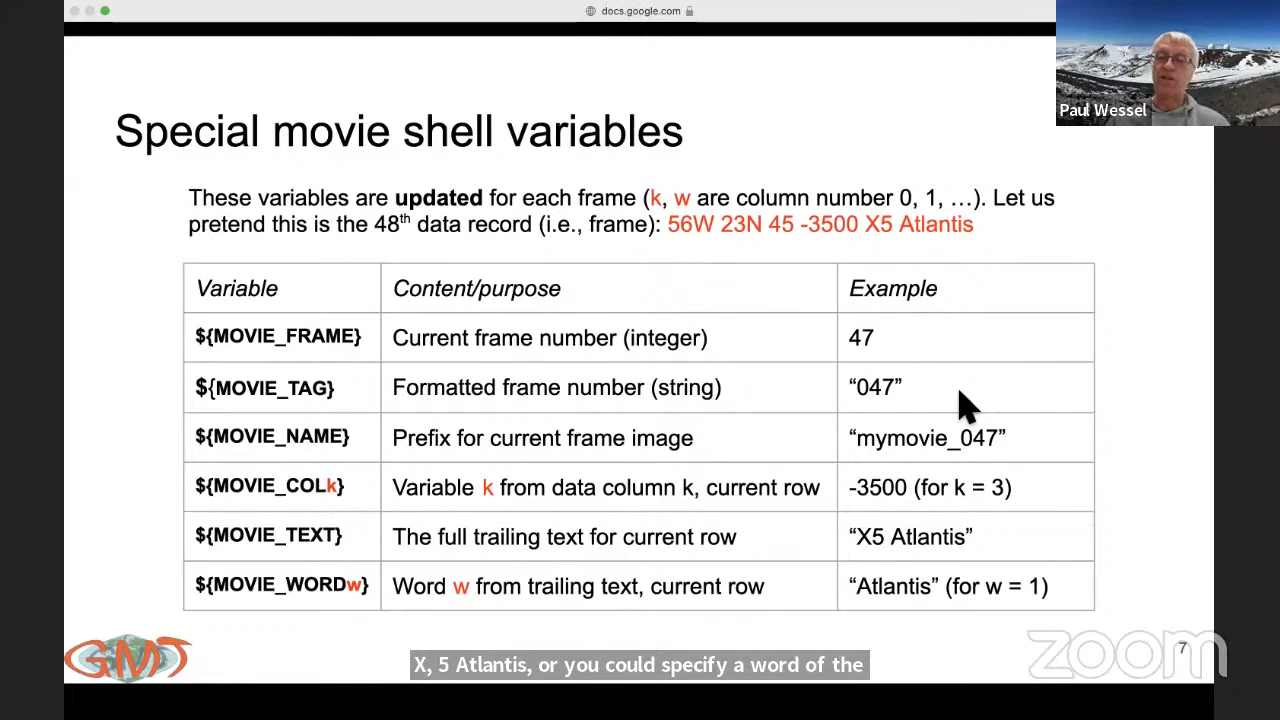 docs.google.com
Paul Wessel
Special movie shell variables
These variables are updated for each frame (k, w are column number 0, 1, …). Let us
pretend this is the 48th data record (i.e., frame): 56W 23N 45 -3500 X5 Atlantis
Variable Content/purpose Example
${MOVIE_FRAME} Current frame number (integer) 47
${MOVIE_TAG} Formatted frame number (string) “047”
${MOVIE_NAME} Prefix for current frame image “mymovie_047”
${MOVIE_COLk} Variable k from data column k, current row -3500 (for k = 3)
${MOVIE_TEXT} The full trailing text for current row “X5 Atlantis”
${MOVIE_WORDw} Word w from trailing text, current row “Atlantis” (for w = 1)
GMT
zoom
7
X, 5 Atlantis, or you could specify a word of the